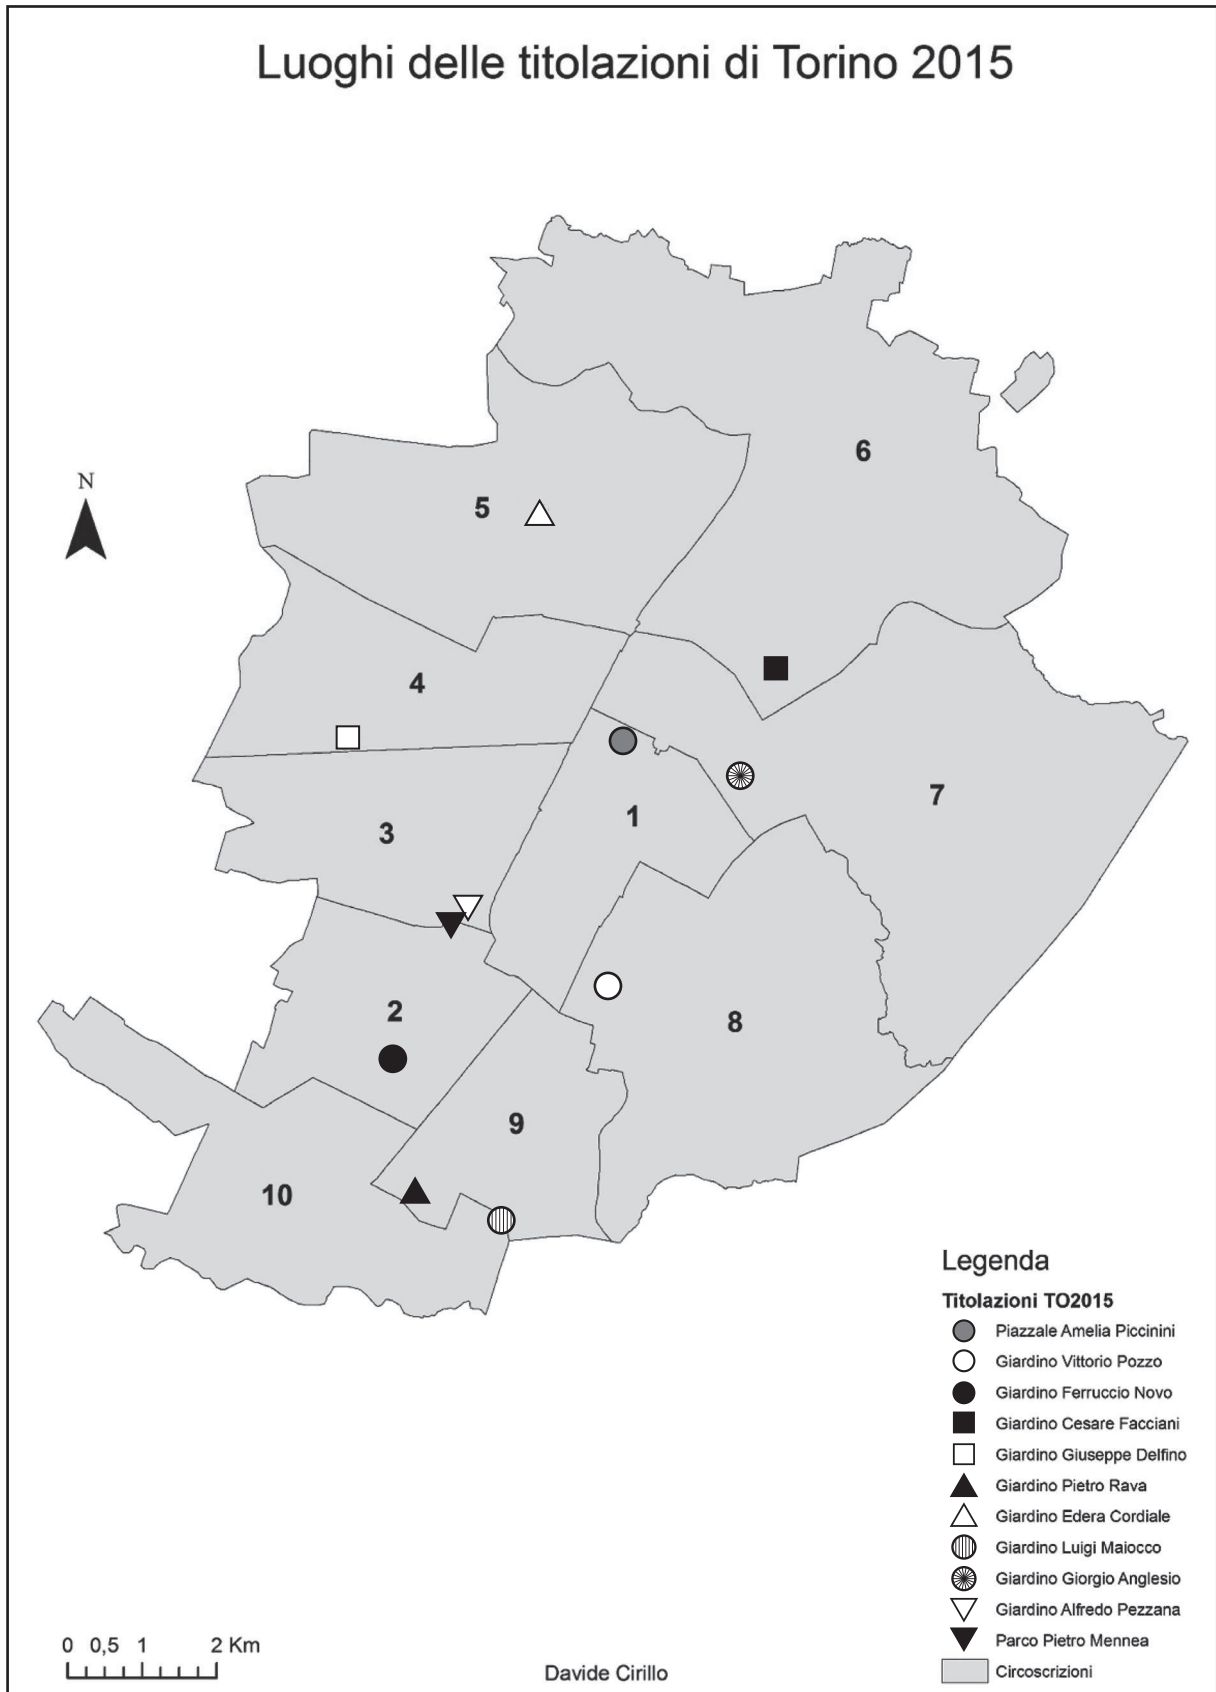 Luoghi delle titolazioni di Torino 2015
N
6
5
4
7
1
3
2
8
9
10
Legenda
Titolazioni TO2015
Piazzale Amelia Piccinini
Giardino Vittorio Pozzo
Giardino Ferruccio Novo
Giardino Cesare Facciani
Giardino Giuseppe Delfino
Giardino Pietro Rava
Giardino Edera Cordiale
Giardino Luigi Maiocco
Giardino Giorgio Anglesio
Giardino Alfredo Pezzana
Parco Pietro Mennea
Circoscrizioni
0 0,5 1 2 Km
Davide Cirillo